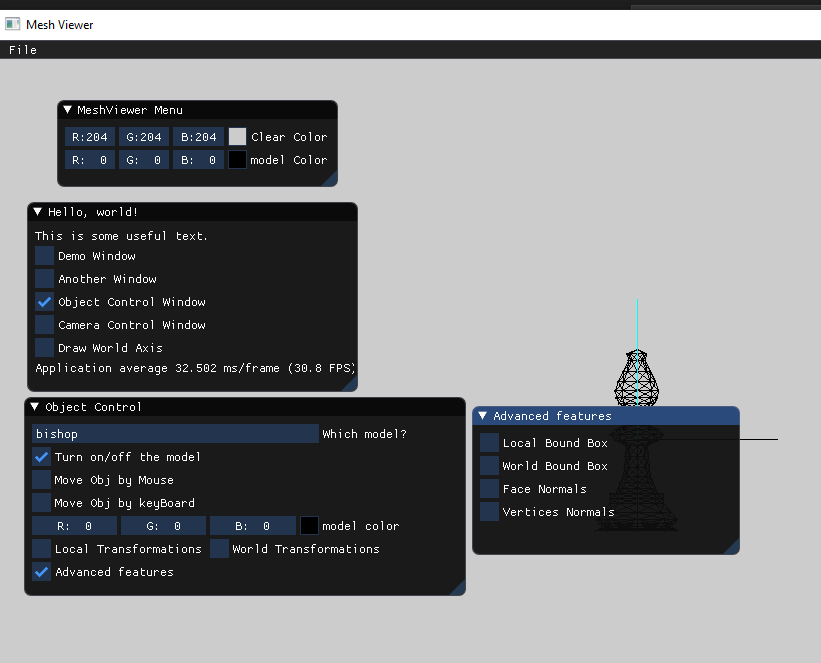 Mesh Viewer
File
MeshViewer Menu
R:204 G:204 B:204 Clear Color
R: 0 G: 0 B: 0 model Color
Hello, world!
This is some useful text.
Demo Window
Another Window
Object Control Window
Camera Control Window
Draw World Axis
Application average 32.502 ms/frame (30.8 FPS)
Object Control
bishop Which model?
Turn on/off the model
Move Obj by Mouse
Move Obj by keyBoard
R: 0 G: 0 B: 0 model color
Local Transformations World Transformations
Advanced features
Advanced features
Local Bound Box
World Bound Box
Face Normals
Vertices Normals